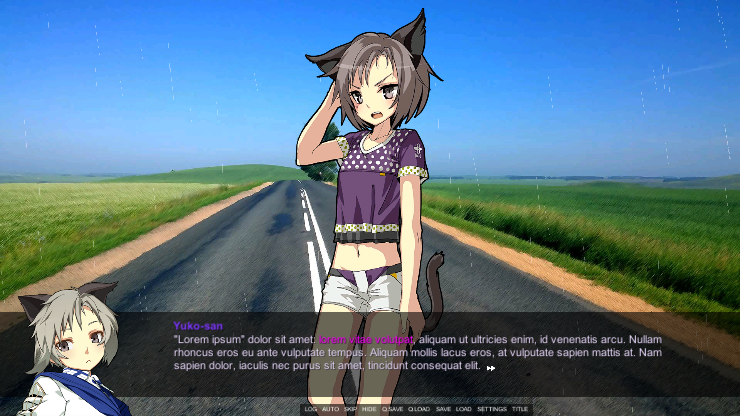 Yuko-san
"Lorem ipsum" dolor sit amet, lorem vitae volutpat, aliquam ut ultricies enim, id venenatis arcu. Nullam
rhoncus eros eu ante vulputate tempus. Aliquam mollis lacus eros, at vulputate sapien mattis at. Nam
sapien dolor, iaculis nec purus sit amet, tincidunt consequat elit.
LOG AUTO SKIP HIDE Q.SAVE Q.LOAD SAVE LOAD SETTINGS TITLE